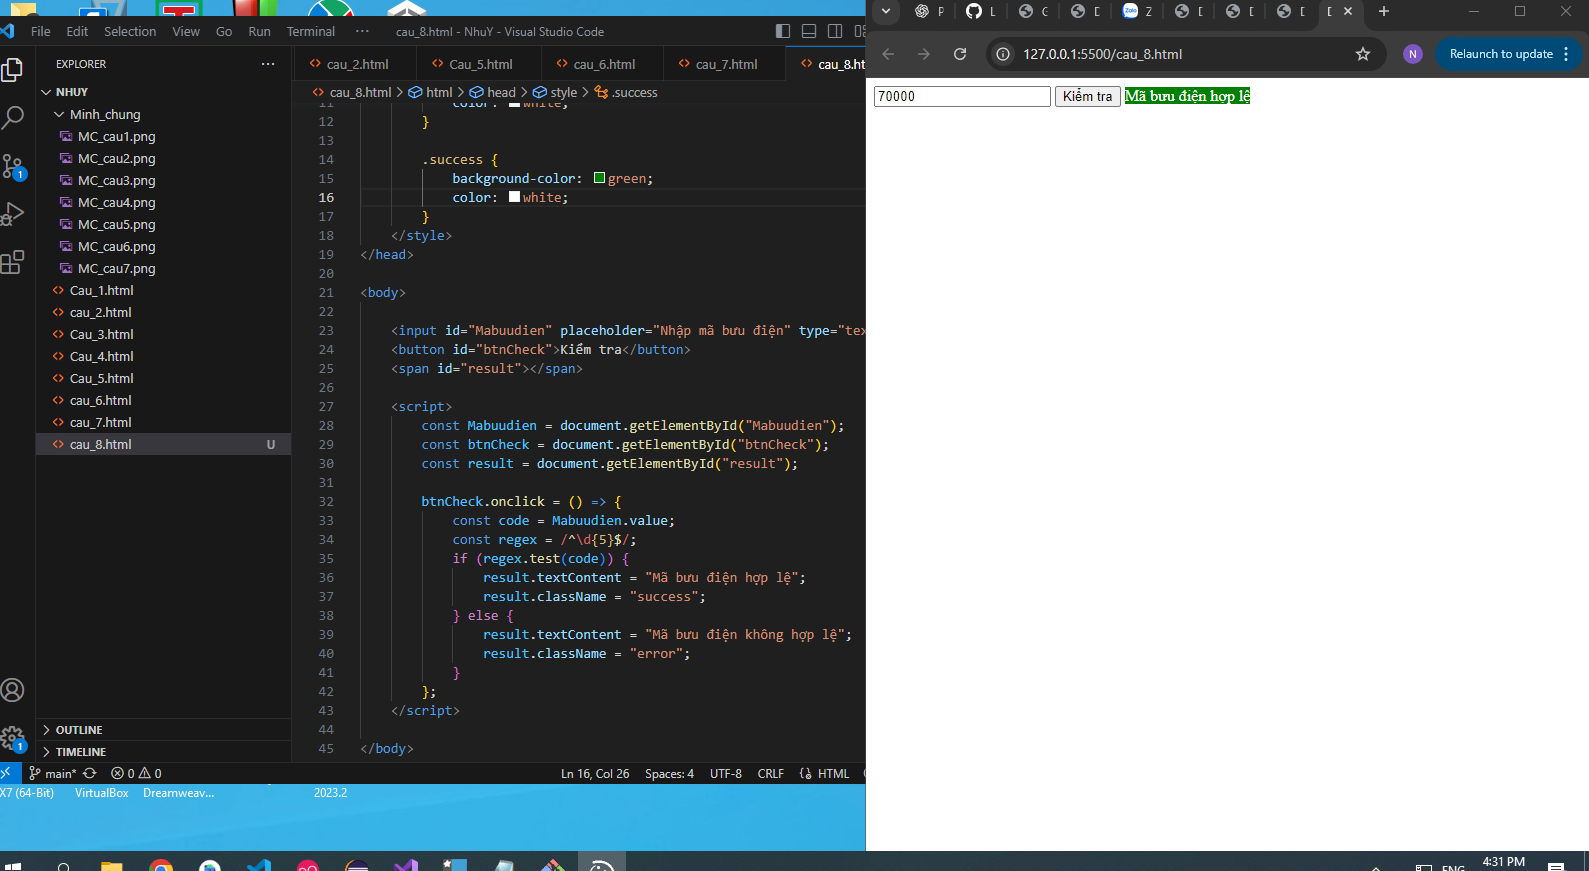 File Edit Selection View Go Run Terminal ··· cau_8.html - NhuY - Visual Studio Code
EXPLORER ···
NHUY
Minh_chung
MC_cau1.png
MC_cau2.png
MC_cau3.png
MC_cau4.png
MC_cau5.png
MC_cau6.png
MC_cau7.png
Cau_1.html
cau_2.html
Cau_3.html
Cau_4.html
Cau_5.html
cau_6.html
cau_7.html
cau_8.html U
OUTLINE
TIMELINE
1
1
cau_2.html Cau_5.html cau_6.html cau_7.html cau_8.ht
cau_8.html > html > head > style > .success
11 color: white;
12 }
13
14 .success {
15 background-color: green;
16 color: white;
17 }
18 </style>
19 </head>
20
21 <body>
22
23 <input id="Mabuudien" placeholder="Nhập mã bưu điện" type="tex
24 <button id="btnCheck">Kiểm tra</button>
25 <span id="result"></span>
26
27 <script>
28 const Mabuudien = document.getElementById("Mabuudien");
29 const btnCheck = document.getElementById("btnCheck");
30 const result = document.getElementById("result");
31
32 btnCheck.onclick = () => {
33 const code = Mabuudien.value;
34 const regex = /^\d{5}$/;
35 if (regex.test(code)) {
36 result.textContent = "Mã bưu điện hợp lệ";
37 result.className = "success";
38 } else {
39 result.textContent = "Mã bưu điện không hợp lệ";
40 result.className = "error";
41 }
42 };
43 </script>
44
45 </body>
main* 0 0 Ln 16, Col 26 Spaces: 4 UTF-8 CRLF HTML
X7 (64-Bit) VirtualBox Dreamweav... 2023.2
P L Zalo Z
127.0.0.1:5500/cau_8.html N Relaunch to update
70000 Kiểm tra Mã bưu điện hợp lệ
ENG 4:31 PM